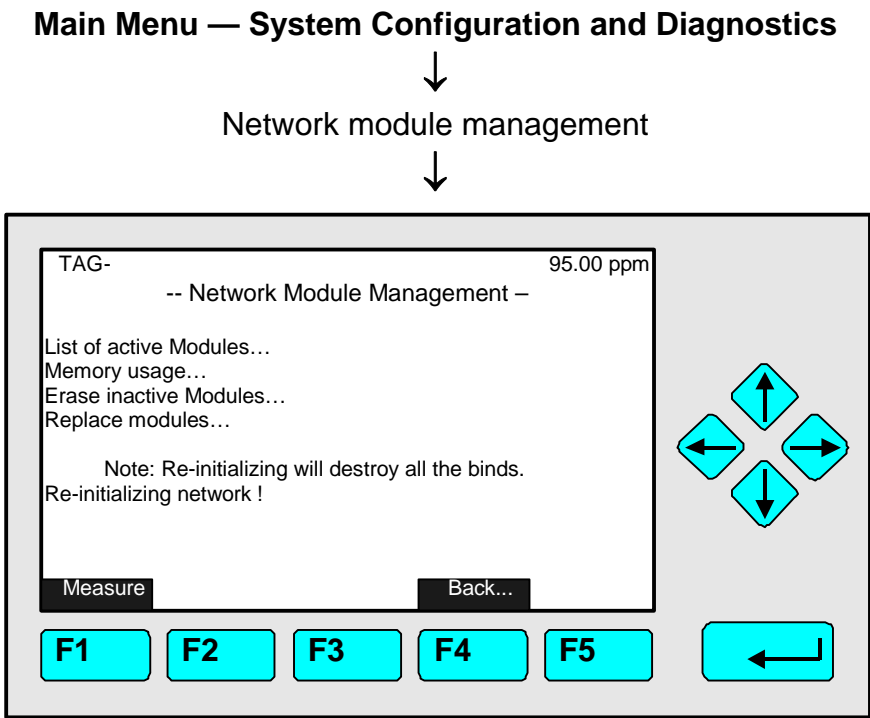 Main Menu — System Configuration and Diagnostics
Network module management
TAG- 95.00 ppm
-- Network Module Management –
List of active Modules…
Memory usage…
Erase inactive Modules…
Replace modules…
Note: Re-initializing will destroy all the binds.
Re-initializing network !
Measure Back...
F1 F2 F3 F4 F5